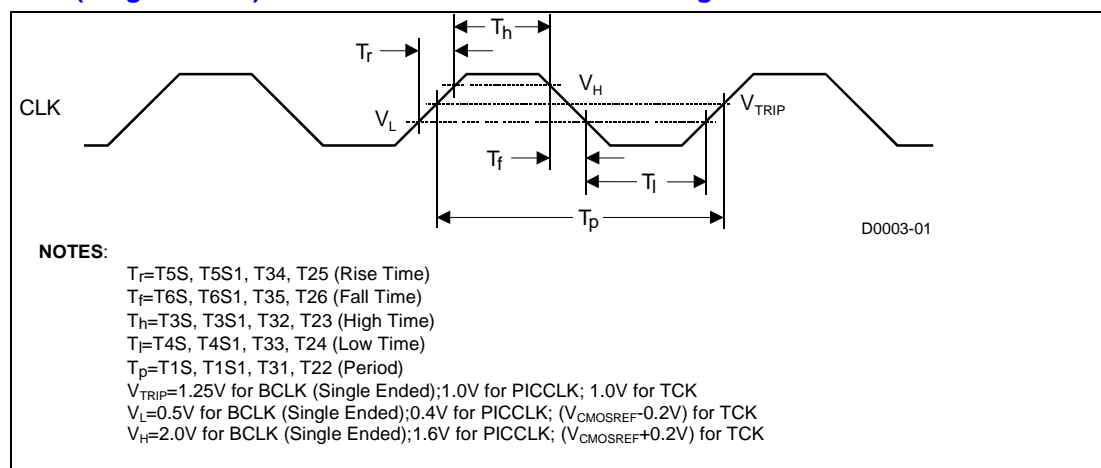 Th
Tr
VH
CLK
VTRIP
VL
Tf
Tl
Tp
D0003-01
NOTES:
Tr=T5S, T5S1, T34, T25 (Rise Time)
Tf=T6S, T6S1, T35, T26 (Fall Time)
Th=T3S, T3S1, T32, T23 (High Time)
Tl=T4S, T4S1, T33, T24 (Low Time)
Tp=T1S, T1S1, T31, T22 (Period)
VTRIP=1.25V for BCLK (Single Ended);1.0V for PICCLK; 1.0V for TCK
VL=0.5V for BCLK (Single Ended);0.4V for PICCLK; (VCMOSREF-0.2V) for TCK
VH=2.0V for BCLK (Single Ended);1.6V for PICCLK; (VCMOSREF+0.2V) for TCK